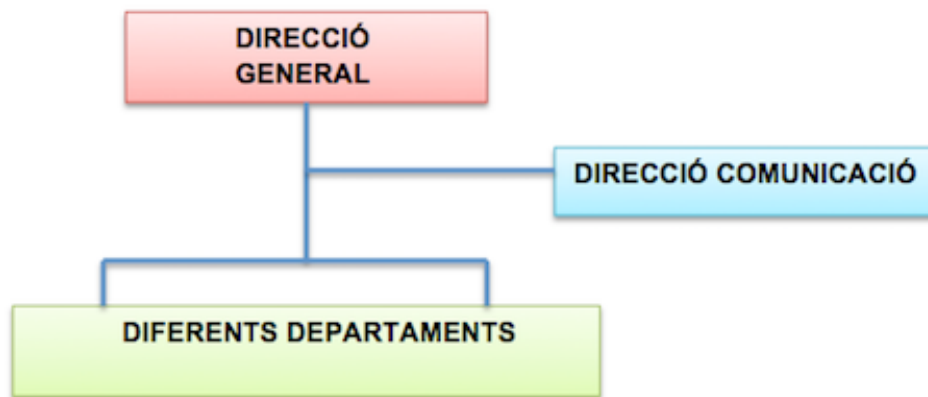 DIRECCIÓ
GENERAL
DIRECCIÓ COMUNICACIÓ
DIFERENTS DEPARTAMENTS